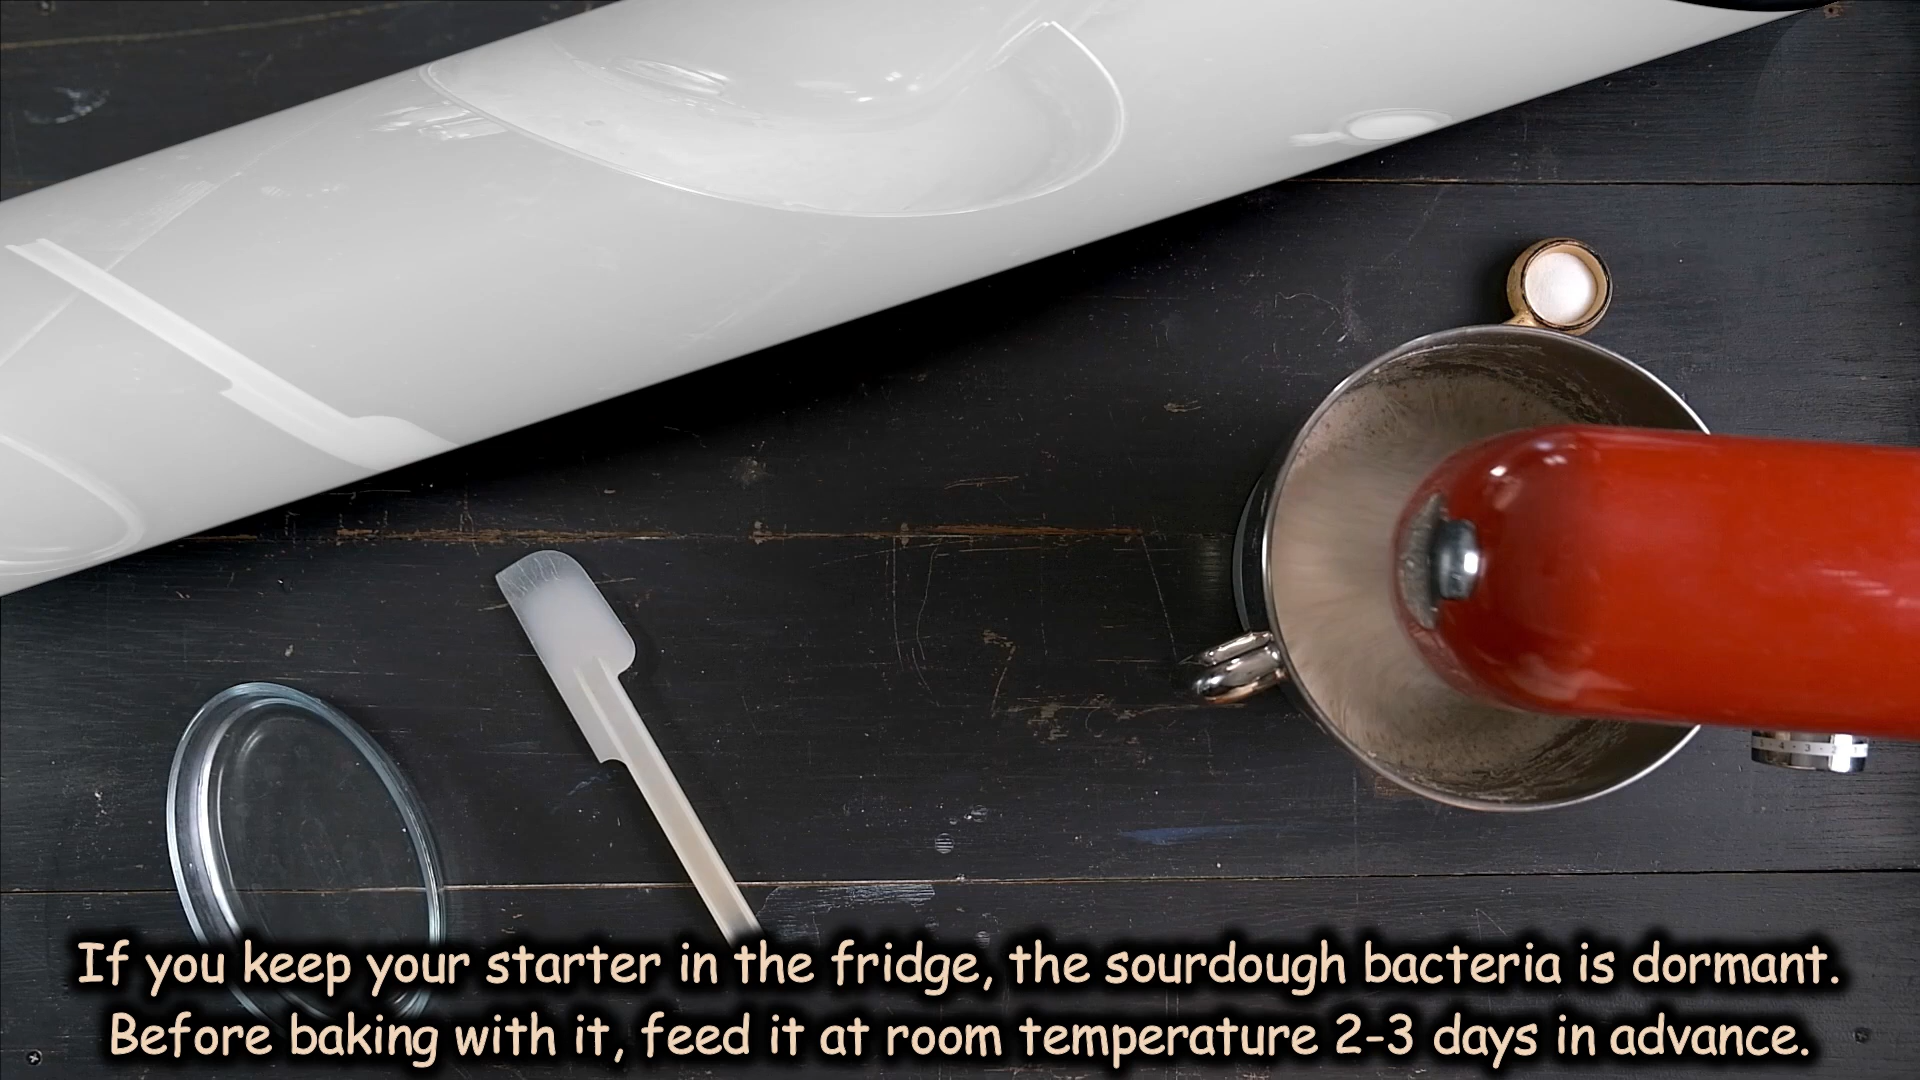 If you keep your starter in the fridge, the sourdough bacteria is dormant.
Before baking with it, feed it at room temperature 2-3 days in advance.